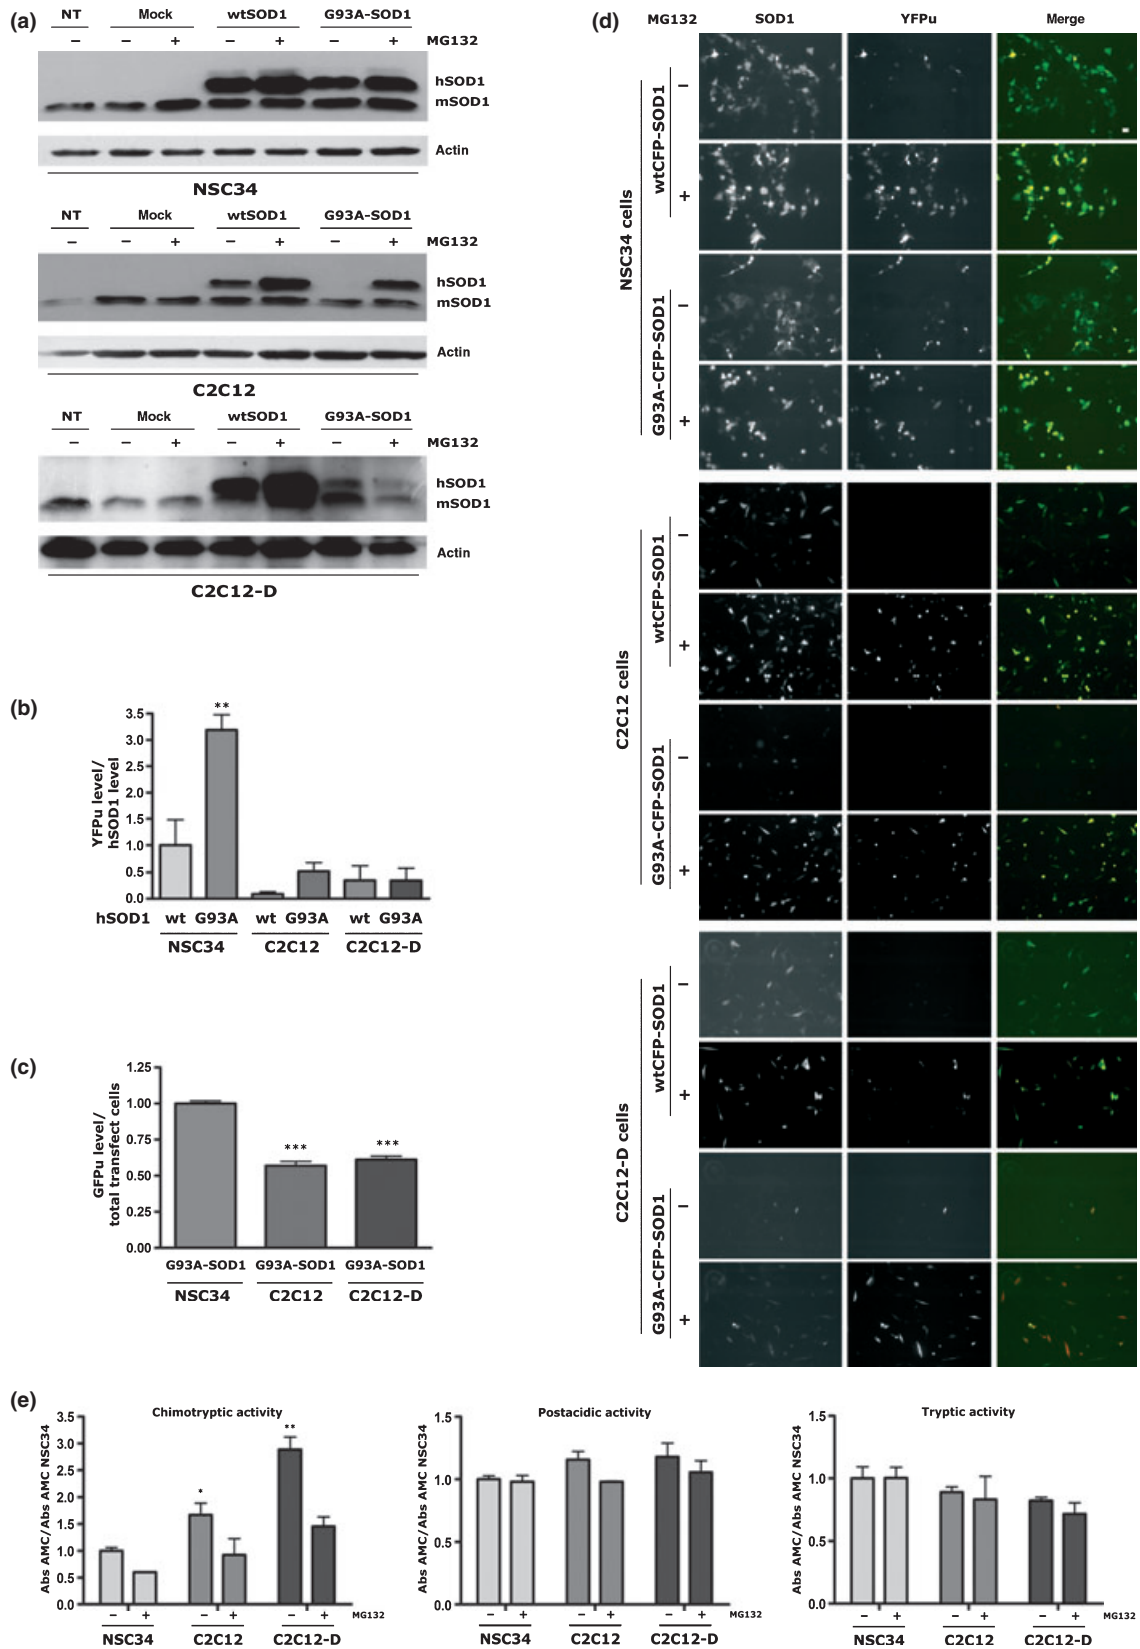 (a)
NT Mock wtSOD1 G93A-SOD1
– – + – + – + MG132
hSOD1
mSOD1
Actin
NSC34
NT Mock wtSOD1 G93A-SOD1
– – + – + – + MG132
hSOD1
mSOD1
Actin
C2C12
NT Mock wtSOD1 G93A-SOD1
– – + – + – + MG132
hSOD1
mSOD1
Actin
C2C12-D
(b)
YFPu level/
hSOD1 level
3.5
3.0
2.5
2.0
1.5
1.0
0.5
0.0
**
hSOD1 wt G93A wt G93A wt G93A
NSC34 C2C12 C2C12-D
(c)
GFPu level/
total transfect cells
1.25
1.00
0.75
0.50
0.25
0.00
*** ***
G93A-SOD1 G93A-SOD1 G93A-SOD1
NSC34 C2C12 C2C12-D
(d)
MG132 SOD1 YFPu Merge
NSC34 cells
wtCFP-SOD1
–
+
G93A-CFP-SOD1
–
+
C2C12 cells
wtCFP-SOD1
–
+
G93A-CFP-SOD1
–
+
C2C12-D cells
wtCFP-SOD1
–
+
G93A-CFP-SOD1
–
+
(e)
Chimotryptic activity
Abs AMC/Abs AMC NSC34
3.5
3.0
2.5
2.0
1.5
1.0
0.5
0.0
* **
– + – + – + MG132
NSC34 C2C12 C2C12-D
Postacidic activity
Abs AMC/Abs AMC NSC34
1.5
1.0
0.5
0.0
– + – + – + MG132
NSC34 C2C12 C2C12-D
Tryptic activity
Abs AMC/Abs AMC NSC34
1.5
1.0
0.5
0.0
– + – + – + MG132
NSC34 C2C12 C2C12-D